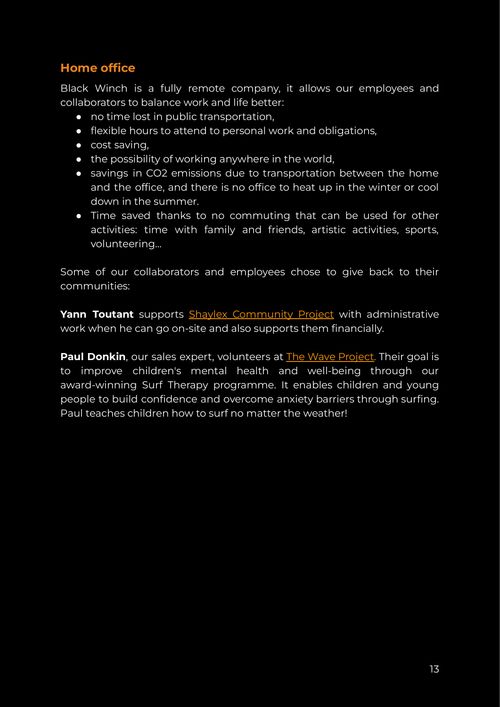 Home office
Black Winch is a fully remote company, it allows our employees and
collaborators to balance work and life better:
● no time lost in public transportation,
● flexible hours to attend to personal work and obligations,
● cost saving,
● the possibility of working anywhere in the world,
● savings in CO2 emissions due to transportation between the home
and the office, and there is no office to heat up in the winter or cool
down in the summer.
● Time saved thanks to no commuting that can be used for other
activities: time with family and friends, artistic activities, sports,
volunteering...
Some of our collaborators and employees chose to give back to their
communities:
Yann Toutant supports Shaylex Community Project with administrative
work when he can go on-site and also supports them financially.
Paul Donkin, our sales expert, volunteers at The Wave Project. Their goal is
to improve children's mental health and well-being through our
award-winning Surf Therapy programme. It enables children and young
people to build confidence and overcome anxiety barriers through surfing.
Paul teaches children how to surf no matter the weather!
13